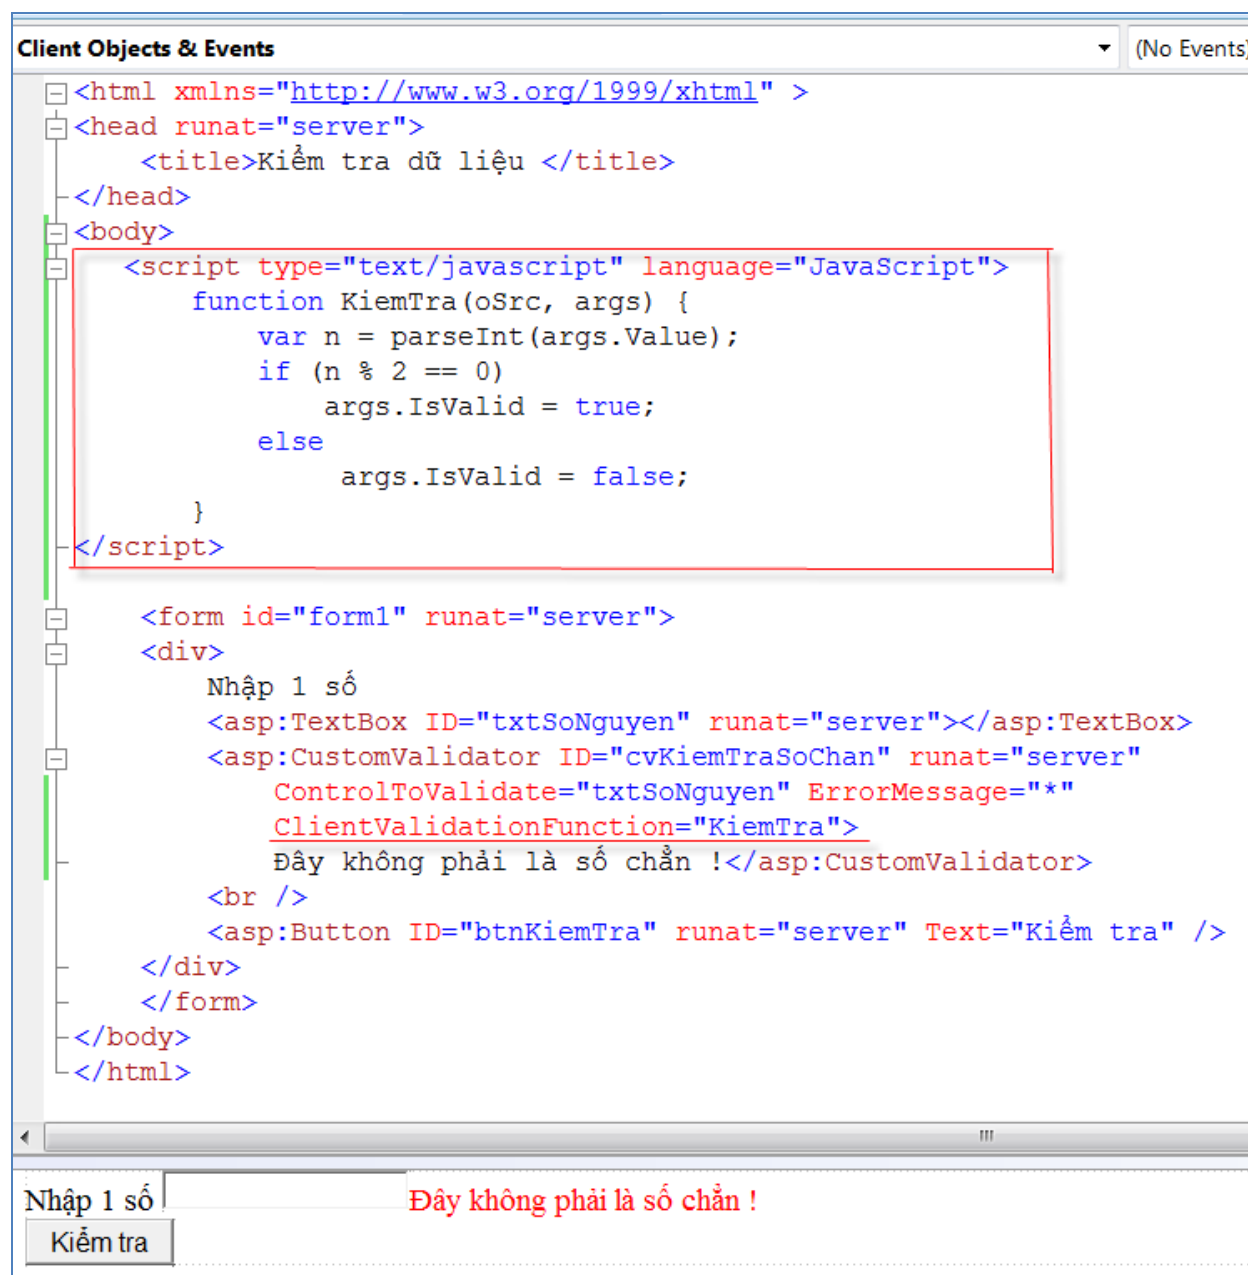 Client Objects & Events
(No Events)
<html xmlns="http://www.w3.org/1999/xhtml" >
<head runat="server">
<title>Kiểm tra dữ liệu </title>
</head>
<body>
<script type="text/javascript" language="JavaScript">
function KiemTra(oSrc, args) {
var n = parseInt(args.Value);
if (n % 2 == 0)
args.IsValid = true;
else
args.IsValid = false;
}
</script>
<form id="form1" runat="server">
<div>
Nhập 1 số
<asp:TextBox ID="txtSoNguyen" runat="server"></asp:TextBox>
<asp:CustomValidator ID="cvKiemTraSoChan" runat="server"
ControlToValidate="txtSoNguyen" ErrorMessage="*"
ClientValidationFunction="KiemTra">
Đây không phải là số chẳn !</asp:CustomValidator>
<br />
<asp:Button ID="btnKiemTra" runat="server" Text="Kiểm tra" />
</div>
</form>
</body>
</html>
Nhập 1 số Đây không phải là số chẳn !
Kiểm tra